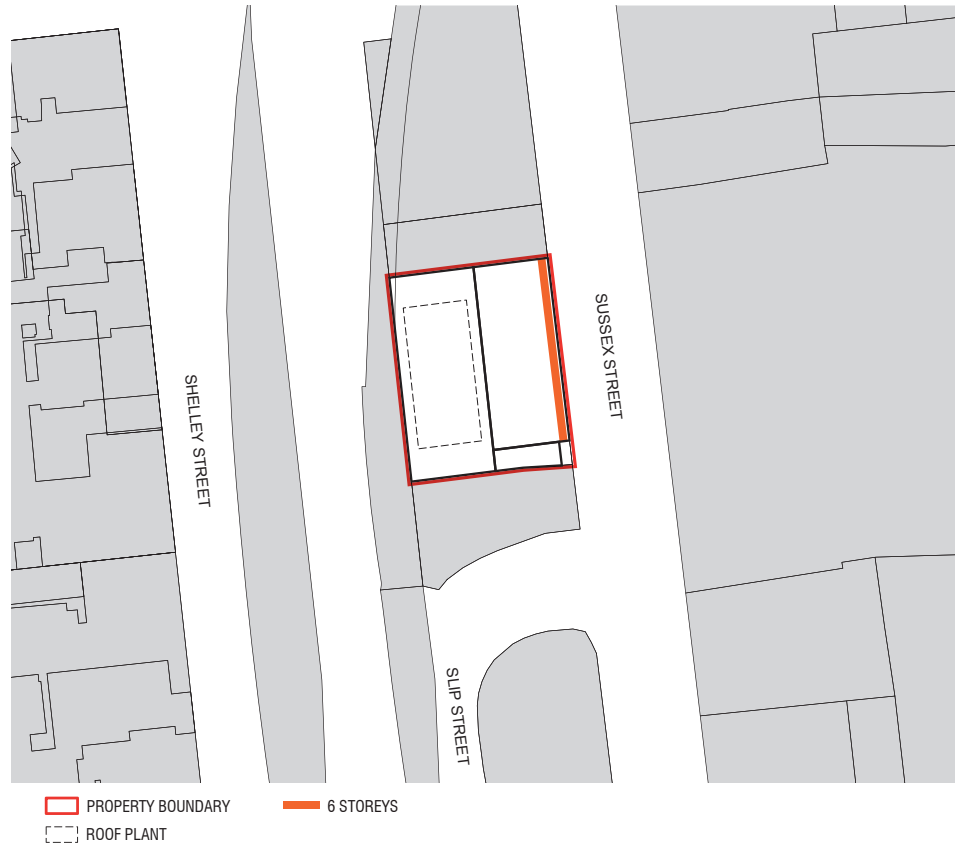 SUSSEX STREET
SHELLEY STREET
SLIP STREET
PROPERTY BOUNDARY
6 STOREYS
ROOF PLANT